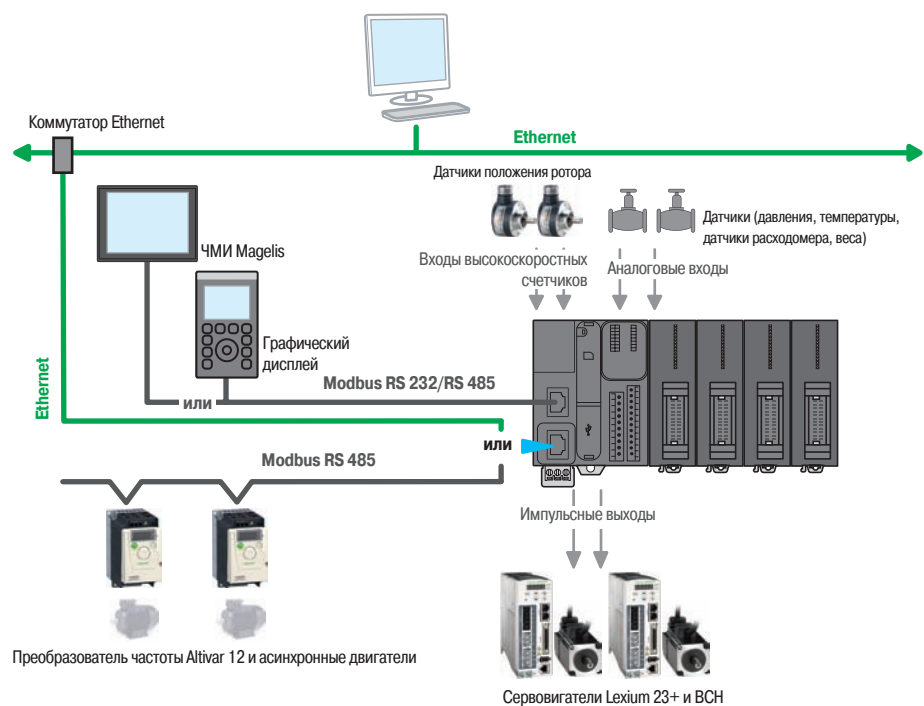 Коммутатор Ethernet
Ethernet
Датчики положения ротора
Датчики (давления, температуры,
датчики расходомера, веса)
ЧМИ Magelis
Входы высокоскоростных
счетчиков
Аналоговые входы
Графический
дисплей
Modbus RS 232/RS 485
или
Ethernet
или
Modbus RS 485
Импульсные выходы
Преобразователь частоты Altivar 12 и асинхронные двигатели
Сервовигатели Lexium 23+ и BCH